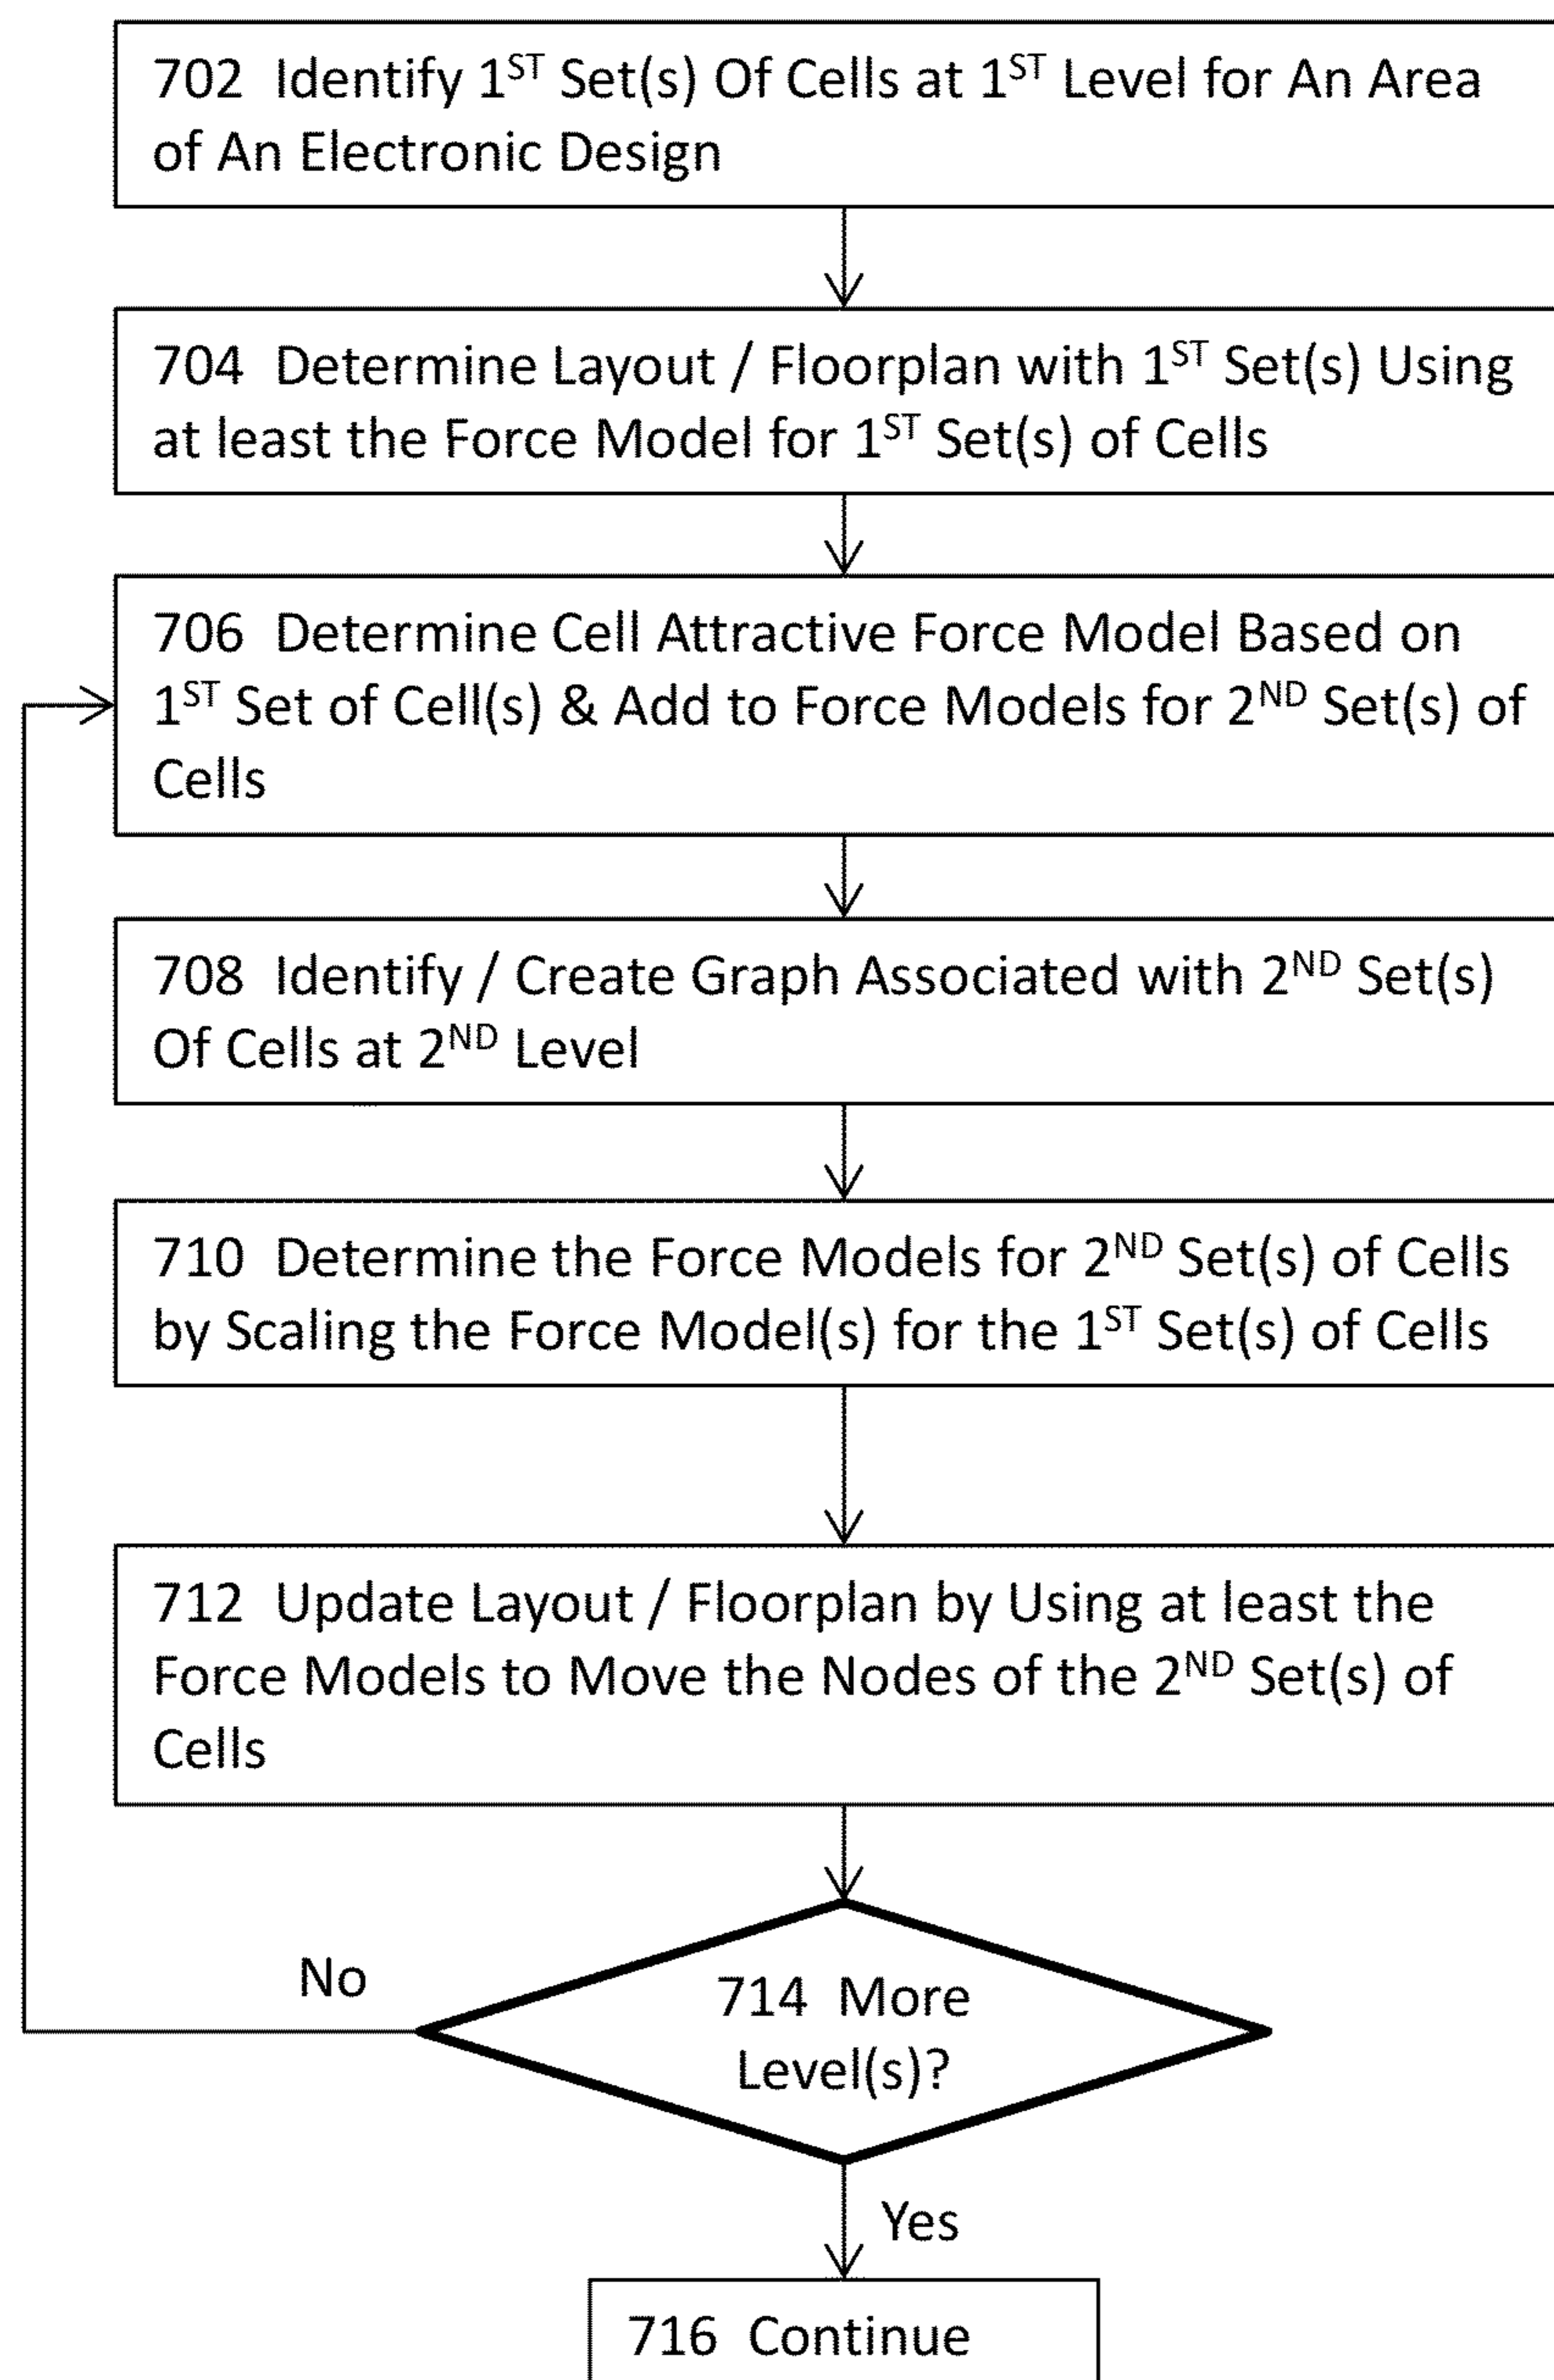 702 Identify 1ST Set(s) Of Cells at 1ST Level for An Area
of An Electronic Design
704 Determine Layout / Floorplan with 1ST Set(s) Using
at least the Force Model for 1ST Set(s) of Cells
706 Determine Cell Attractive Force Model Based on
1ST Set of Cell(s) & Add to Force Models for 2ND Set(s) of
Cells
708 Identify / Create Graph Associated with 2ND Set(s)
Of Cells at 2ND Level
710 Determine the Force Models for 2ND Set(s) of Cells
by Scaling the Force Model(s) for the 1ST Set(s) of Cells
712 Update Layout / Floorplan by Using at least the
Force Models to Move the Nodes of the 2ND Set(s) of
Cells
No
714 More
Level(s)?
Yes
716 Continue